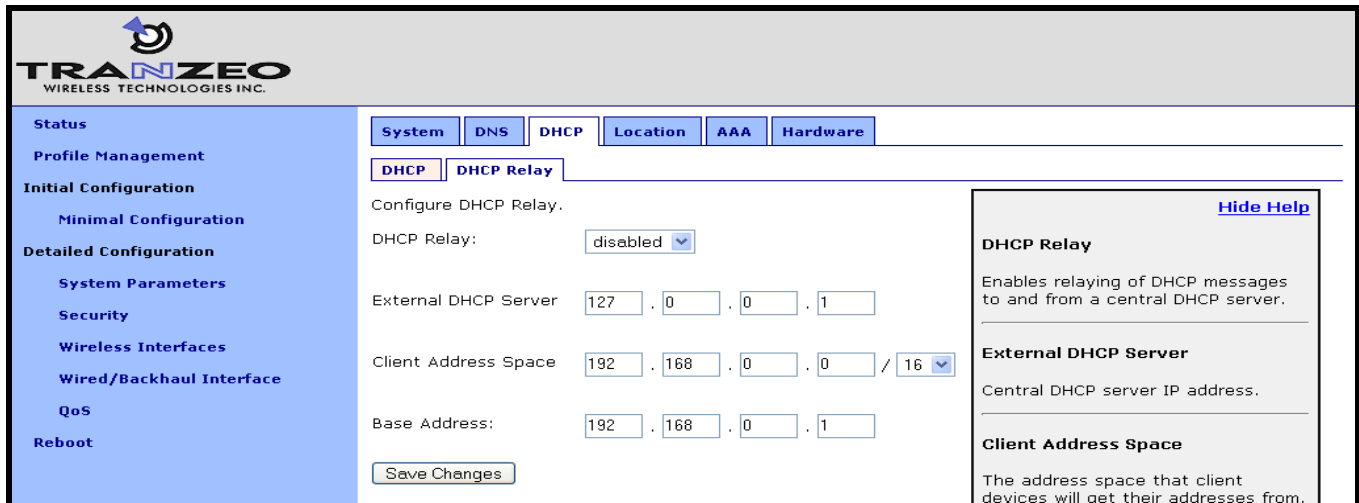 TRANZEO
WIRELESS TECHNOLOGIES INC.
Status
Profile Management
Initial Configuration
Minimal Configuration
Detailed Configuration
System Parameters
Security
Wireless Interfaces
Wired/Backhaul Interface
QoS
Reboot
System DNS DHCP Location AAA Hardware
DHCP DHCP Relay
Configure DHCP Relay.
DHCP Relay: disabled
External DHCP Server 127 . 0 . 0 . 1
Client Address Space 192 . 168 . 0 . 0 / 16
Base Address: 192 . 168 . 0 . 1
Save Changes
Hide Help
DHCP Relay
Enables relaying of DHCP messages
to and from a central DHCP server.
External DHCP Server
Central DHCP server IP address.
Client Address Space
The address space that client
devices will get their addresses from.